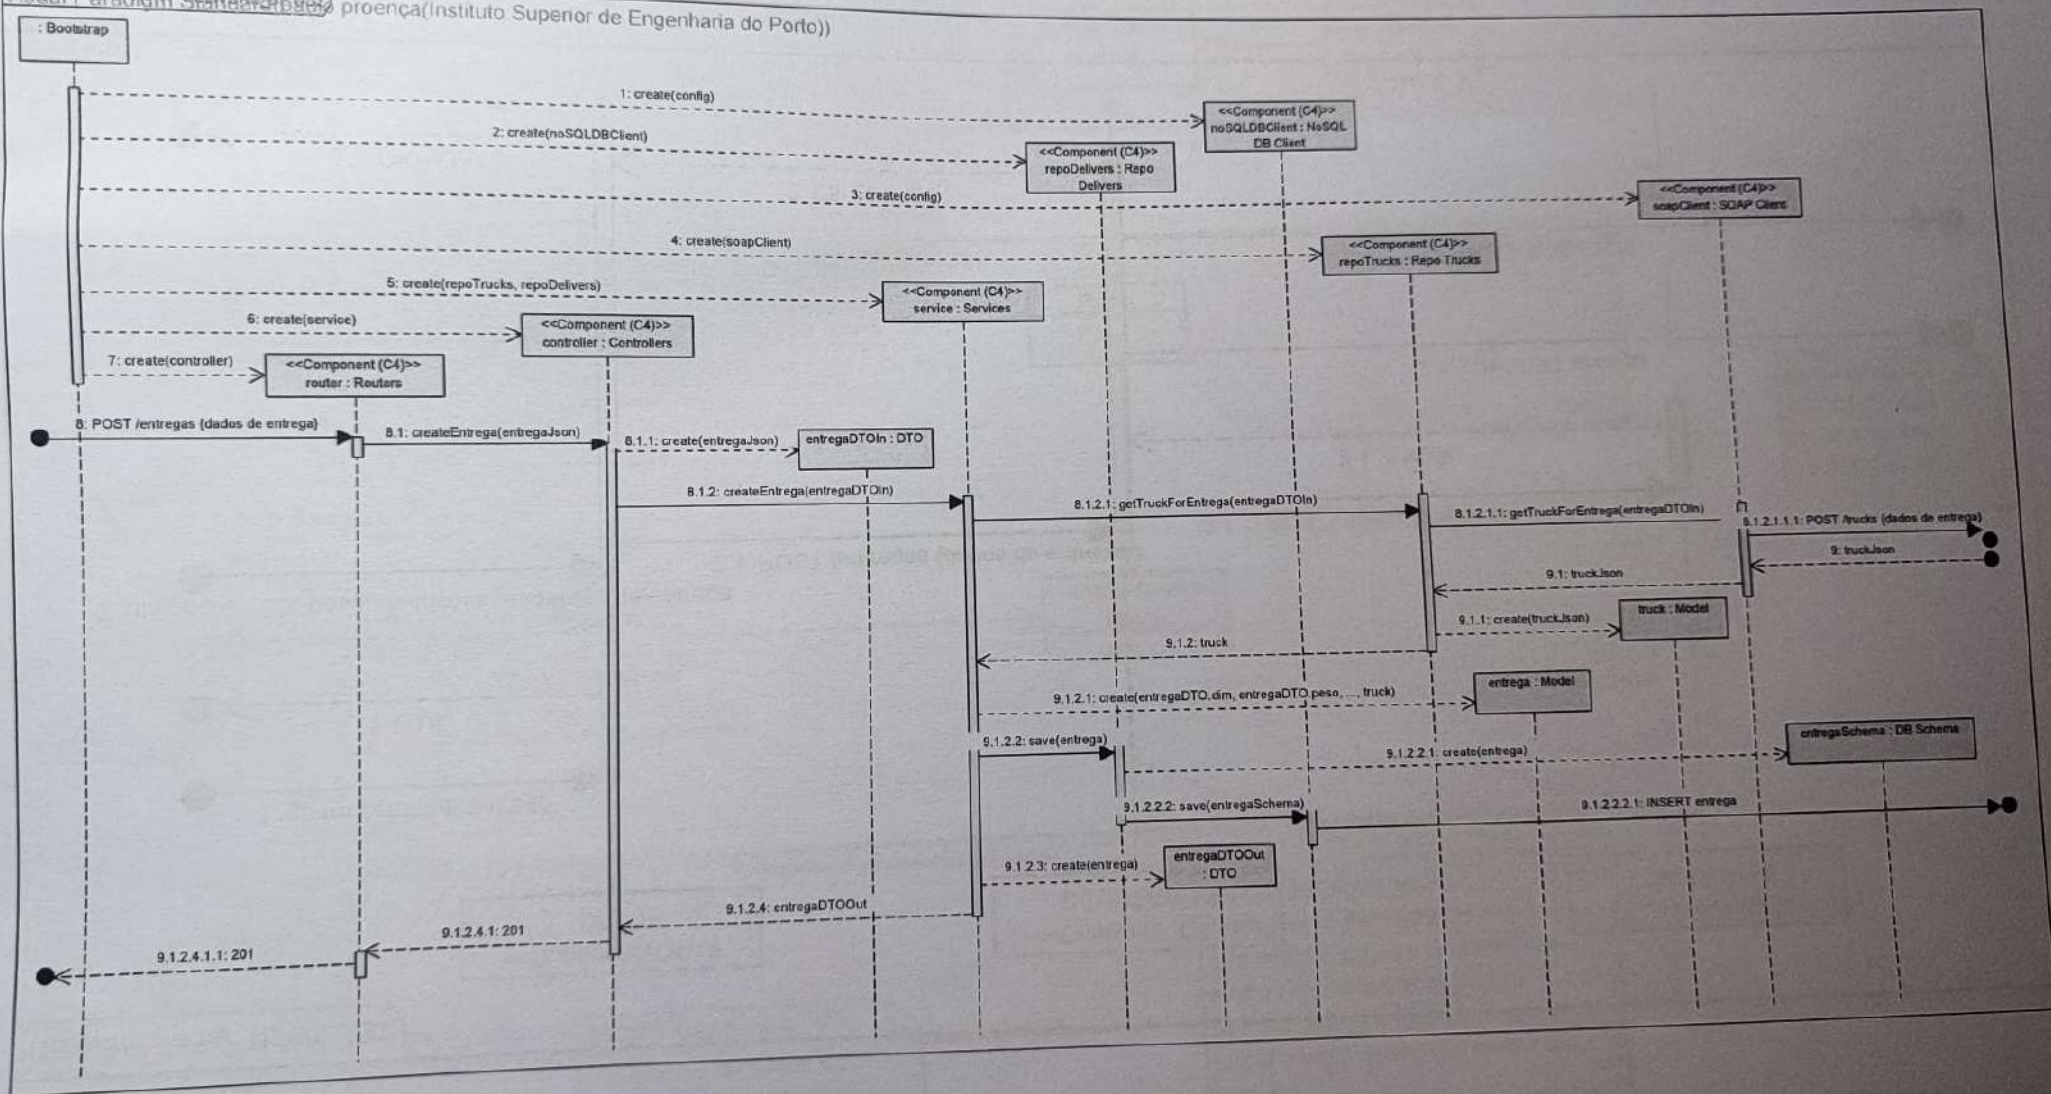 proença(Instituto Superior de Engenharia do Porto))
: Bootstrap
1: create(config)
<<Component (C4)>>
noSQLDBClient : NoSQL
DB Client
2: create(noSQLDBClient)
<<Component (C4)>>
repoDelivers : Repo
Delivers
3: create(config)
<<Component (C4)>>
soapClient : SOAP Client
4: create(soapClient)
<<Component (C4)>>
repoTrucks : Repo Trucks
5: create(repoTrucks, repoDelivers)
<<Component (C4)>>
service : Services
6: create(service)
<<Component (C4)>>
controller : Controllers
7: create(controller)
<<Component (C4)>>
router : Routers
8: POST /entregas {dados de entrega}
8.1: createEntrega(entregaJson)
8.1.1: create(entregaJson)
entregaDTOIn : DTO
8.1.2: createEntrega(entregaDTOIn)
8.1.2.1: getTruckForEntrega(entregaDTOIn)
8.1.2.1.1: getTruckForEntrega(entregaDTOIn)
8.1.2.1.1.1: POST /trucks {dados de entrega}
9: truckJson
9.1: truckJson
9.1.1: create(truckJson)
truck : Model
9.1.2: truck
9.1.2.1: create(entregaDTO.dim, entregaDTO.peso, ..., truck)
entrega : Model
9.1.2.2: save(entrega)
9.1.2.2.1: create(entrega)
entregaSchema : DB Schema
9.1.2.2.2: save(entregaSchema)
9.1.2.2.2.1: INSERT entrega
9.1.2.3: create(entrega)
entregaDTOOut
: DTO
9.1.2.4: entregaDTOOut
9.1.2.4.1: 201
9.1.2.4.1.1: 201